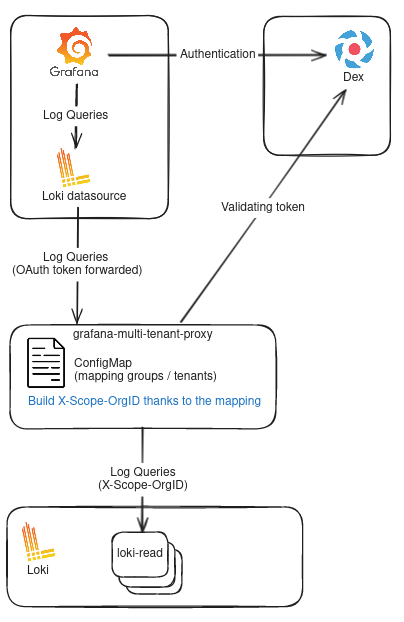 Grafana
Authentication
Dex
Log Queries
Loki datasource
Validating token
Log Queries
(OAuth token forwarded)
grafana-multi-tenant-proxy
ConfigMap
(mapping groups / tenants)
Build X-Scope-OrgID thanks to the mapping
Log Queries
(X-Scope-OrgID)
loki-read
Loki